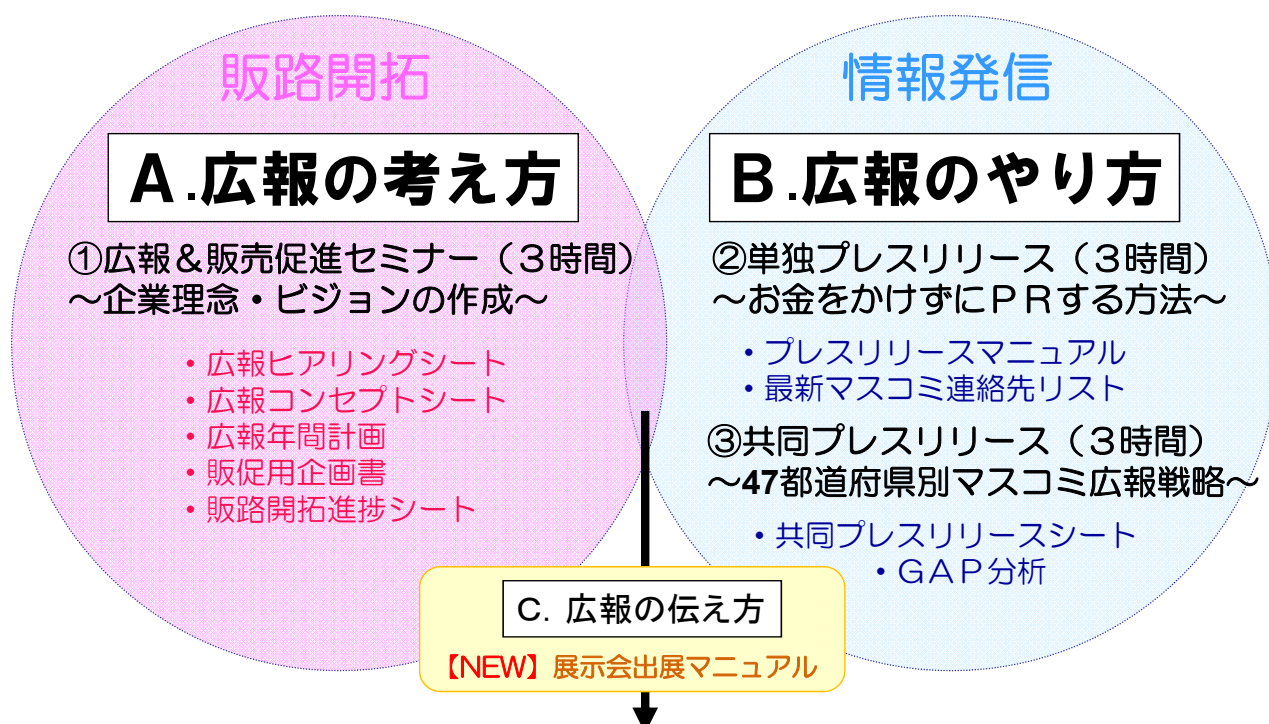 販路開拓
A.広報の考え方
①広報＆販売促進セミナー（３時間）
～企業理念・ビジョンの作成～
・広報ヒアリングシート
・広報コンセプトシート
・広報年間計画
・販促用企画書
・販路開拓進捗シート
情報発信
B.広報のやり方
②単独プレスリリース（３時間）
～お金をかけずにＰＲする方法～
・プレスリリースマニュアル
・最新マスコミ連絡先リスト
③共同プレスリリース（３時間）
～47都道府県別マスコミ広報戦略～
・共同プレスリリースシート
・ＧＡＰ分析
C. 広報の伝え方
【NEW】展示会出展マニュアル